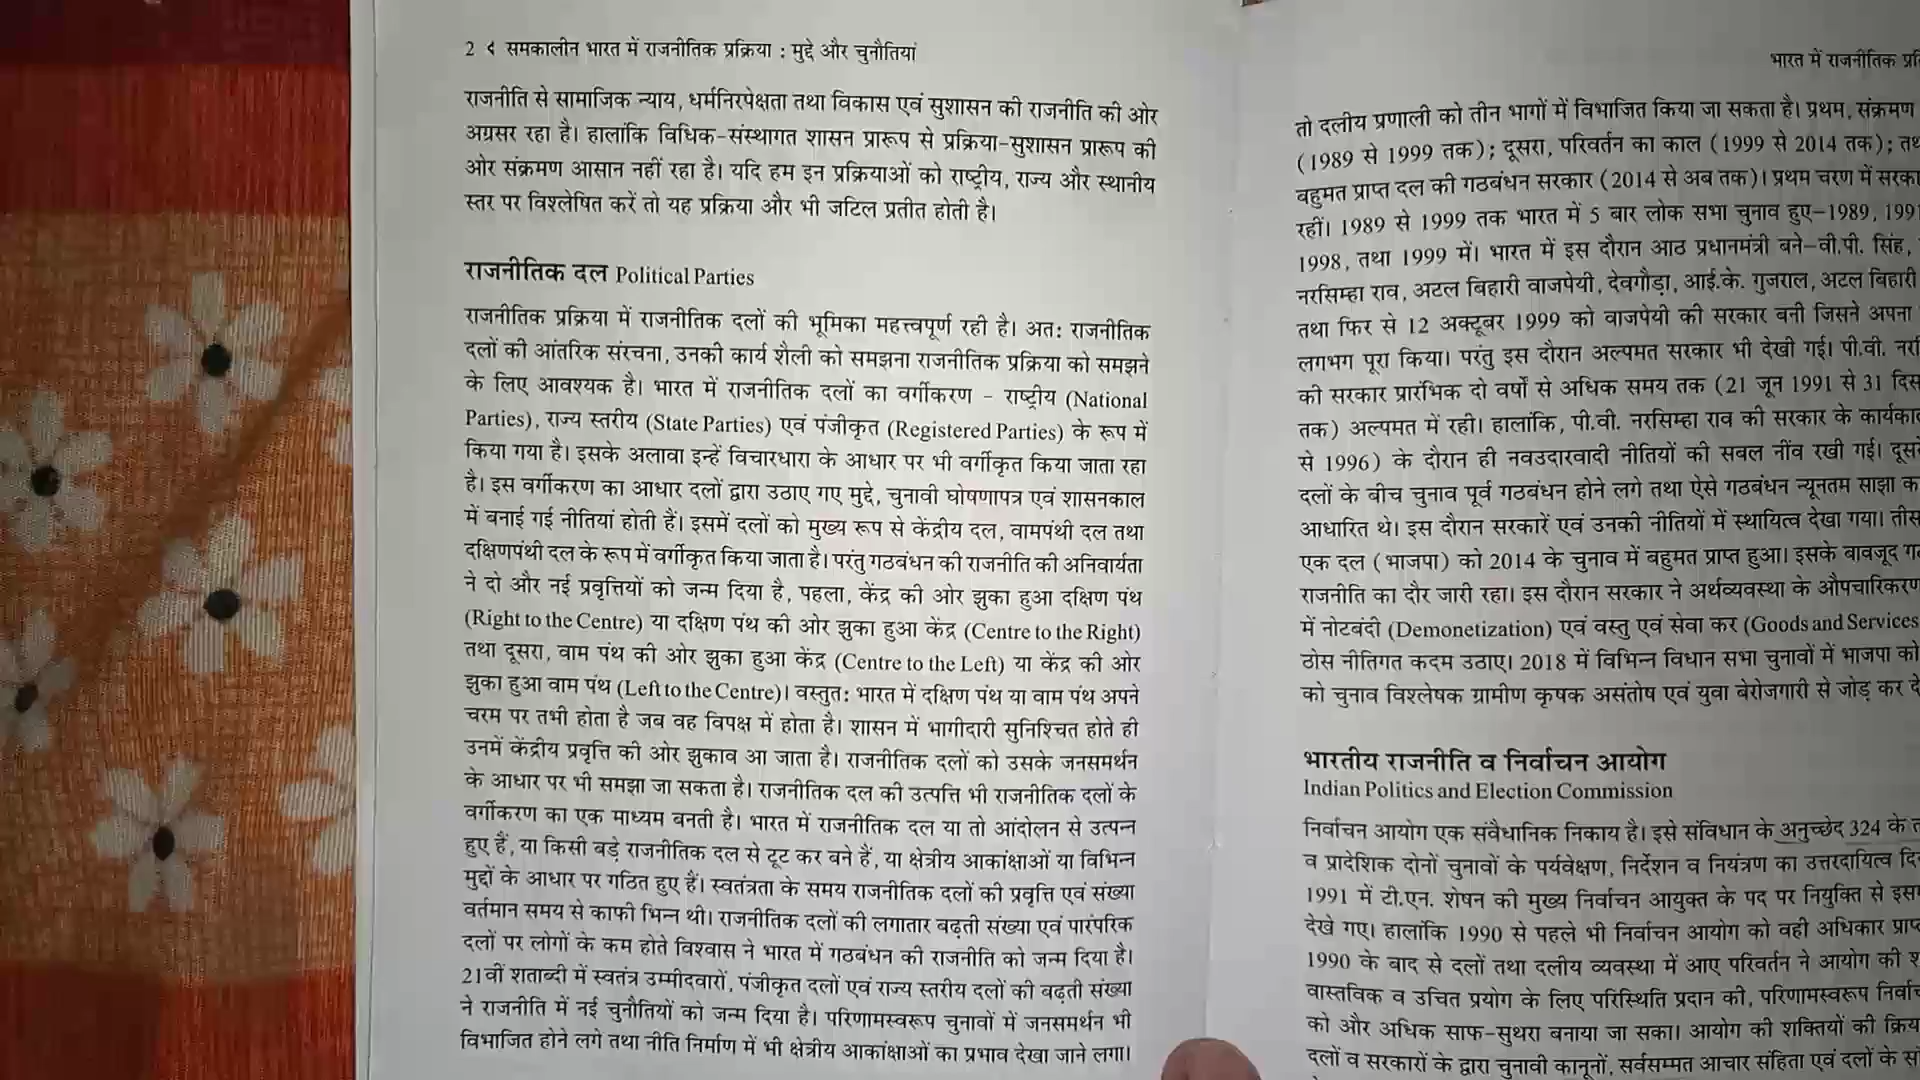 2 < समकालीन भारत में राजनीतिक प्रक्रिया : मुद्दे और चुनौतियां
राजनीति से सामाजिक न्याय, धर्मनिरपेक्षता तथा विकास एवं सुशासन की राजनीति की ओर
अग्रसर रहा है। हालांकि विधिक-संस्थागत शासन प्रारूप से प्रक्रिया-सुशासन प्रारूप की
ओर संक्रमण आसान नहीं रहा है। यदि हम इन प्रक्रियाओं को राष्ट्रीय, राज्य और स्थानीय
स्तर पर विश्लेषित करें तो यह प्रक्रिया और भी जटिल प्रतीत होती है।
राजनीतिक दल Political Parties
राजनीतिक प्रक्रिया में राजनीतिक दलों की भूमिका महत्त्वपूर्ण रही है। अत: राजनीतिक
दलों की आंतरिक संरचना, उनकी कार्य शैली को समझना राजनीतिक प्रक्रिया को समझने
के लिए आवश्यक है। भारत में राजनीतिक दलों का वर्गीकरण - राष्ट्रीय (National
Parties), राज्य स्तरीय (State Parties) एवं पंजीकृत (Registered Parties) के रूप में
किया गया है। इसके अलावा इन्हें विचारधारा के आधार पर भी वर्गीकृत किया जाता रहा
है। इस वर्गीकरण का आधार दलों द्वारा उठाए गए मुद्दे, चुनावी घोषणापत्र एवं शासनकाल
में बनाई गई नीतियां होती हैं। इसमें दलों को मुख्य रूप से केंद्रीय दल, वामपंथी दल तथा
दक्षिणपंथी दल के रूप में वर्गीकृत किया जाता है। परंतु गठबंधन की राजनीति की अनिवार्यता
ने दो और नई प्रवृत्तियों को जन्म दिया है, पहला, केंद्र की ओर झुका हुआ दक्षिण पंथ
(Right to the Centre) या दक्षिण पंथ की ओर झुका हुआ केंद्र (Centre to the Right)
तथा दूसरा, वाम पंथ की ओर झुका हुआ केंद्र (Centre to the Left) या केंद्र की ओर
झुका हुआ वाम पंथ (Left to the Centre)। वस्तुत: भारत में दक्षिण पंथ या वाम पंथ अपने
चरम पर तभी होता है जब वह विपक्ष में होता है। शासन में भागीदारी सुनिश्चित होते ही
उनमें केंद्रीय प्रवृत्ति की ओर झुकाव आ जाता है। राजनीतिक दलों को उसके जनसमर्थन
के आधार पर भी समझा जा सकता है। राजनीतिक दल की उत्पत्ति भी राजनीतिक दलों के
वर्गीकरण का एक माध्यम बनती है। भारत में राजनीतिक दल या तो आंदोलन से उत्पन्न
हुए हैं, या किसी बड़े राजनीतिक दल से टूट कर बने हैं, या क्षेत्रीय आकांक्षाओं या विभिन्न
मुद्दों के आधार पर गठित हुए हैं। स्वतंत्रता के समय राजनीतिक दलों की प्रवृत्ति एवं संख्या
वर्तमान समय से काफी भिन्न थी। राजनीतिक दलों की लगातार बढ़ती संख्या एवं पारंपरिक
दलों पर लोगों के कम होते विश्वास ने भारत में गठबंधन की राजनीति को जन्म दिया है।
21वीं शताब्दी में स्वतंत्र उम्मीदवारों, पंजीकृत दलों एवं राज्य स्तरीय दलों की बढ़ती संख्या
ने राजनीति में नई चुनौतियों को जन्म दिया है। परिणामस्वरूप चुनावों में जनसमर्थन भी
विभाजित होने लगे तथा नीति निर्माण में भी क्षेत्रीय आकांक्षाओं का प्रभाव देखा जाने लगा।
भारत में राजनीतिक
तो दलीय प्रणाली को तीन भागों में विभाजित किया जा सकता है। प्रथम, संक्रमण
(1989 से 1999 तक); दूसरा, परिवर्तन का काल (1999 से 2014 तक);
बहुमत प्राप्त दल की गठबंधन सरकार (2014 से अब तक)। प्रथम चरण में
रहीं। 1989 से 1999 तक भारत में 5 बार लोक सभा चुनाव हुए-1989, 1991
1998, तथा 1999 में। भारत में इस दौरान आठ प्रधानमंत्री बने-वी.पी. सिंह,
नरसिम्हा राव, अटल बिहारी वाजपेयी, देवगौड़ा, आई.के. गुजराल, अटल बिहारी
तथा फिर से 12 अक्टूबर 1999 को वाजपेयी की सरकार बनी जिसने अपना
लगभग पूरा किया। परंतु इस दौरान अल्पमत सरकार भी देखी गई। पी.वी.
की सरकार प्रारंभिक दो वर्षों से अधिक समय तक (21 जून 1991 से 31
तक) अल्पमत में रही। हालांकि, पी.वी. नरसिम्हा राव की सरकार के
से 1996) के दौरान ही नवउदारवादी नीतियों की सबल नींव रखी गई।
दलों के बीच चुनाव पूर्व गठबंधन होने लगे तथा ऐसे गठबंधन न्यूनतम साझा
आधारित थे। इस दौरान सरकारें एवं उनकी नीतियों में स्थायित्व देखा गया।
एक दल (भाजपा) को 2014 के चुनाव में बहुमत प्राप्त हुआ। इसके बावजूद
राजनीति का दौर जारी रहा। इस दौरान सरकार ने अर्थव्यवस्था के औपचारिकरण
में नोटबंदी (Demonetization) एवं वस्तु एवं सेवा कर (Goods and Services
ठोस नीतिगत कदम उठाए। 2018 में विभिन्न विधान सभा चुनावों में भाजपा को
को चुनाव विश्लेषक ग्रामीण कृषक असंतोष एवं युवा बेरोजगारी से जोड़ कर
भारतीय राजनीति व निर्वाचन आयोग
Indian Politics and Election Commission
निर्वाचन आयोग एक संवैधानिक निकाय है। इसे संविधान के अनुच्छेद 324 के
व प्रादेशिक दोनों चुनावों के पर्यवेक्षण, निर्देशन व नियंत्रण का उत्तरदायित्व
1991 में टी.एन. शेषन की मुख्य निर्वाचन आयुक्त के पद पर नियुक्ति से
देखे गए। हालांकि 1990 से पहले भी निर्वाचन आयोग को वही अधिकार
1990 के बाद से दलों तथा दलीय व्यवस्था में आए परिवर्तन ने आयोग की
वास्तविक व उचित प्रयोग के लिए परिस्थिति प्रदान की, परिणामस्वरूप
को और अधिक साफ-सुथरा बनाया जा सका। आयोग की शक्तियों की
दलों व सरकारों के द्वारा चुनावी कानूनों, सर्वसम्मत आचार संहिता एवं दलों के